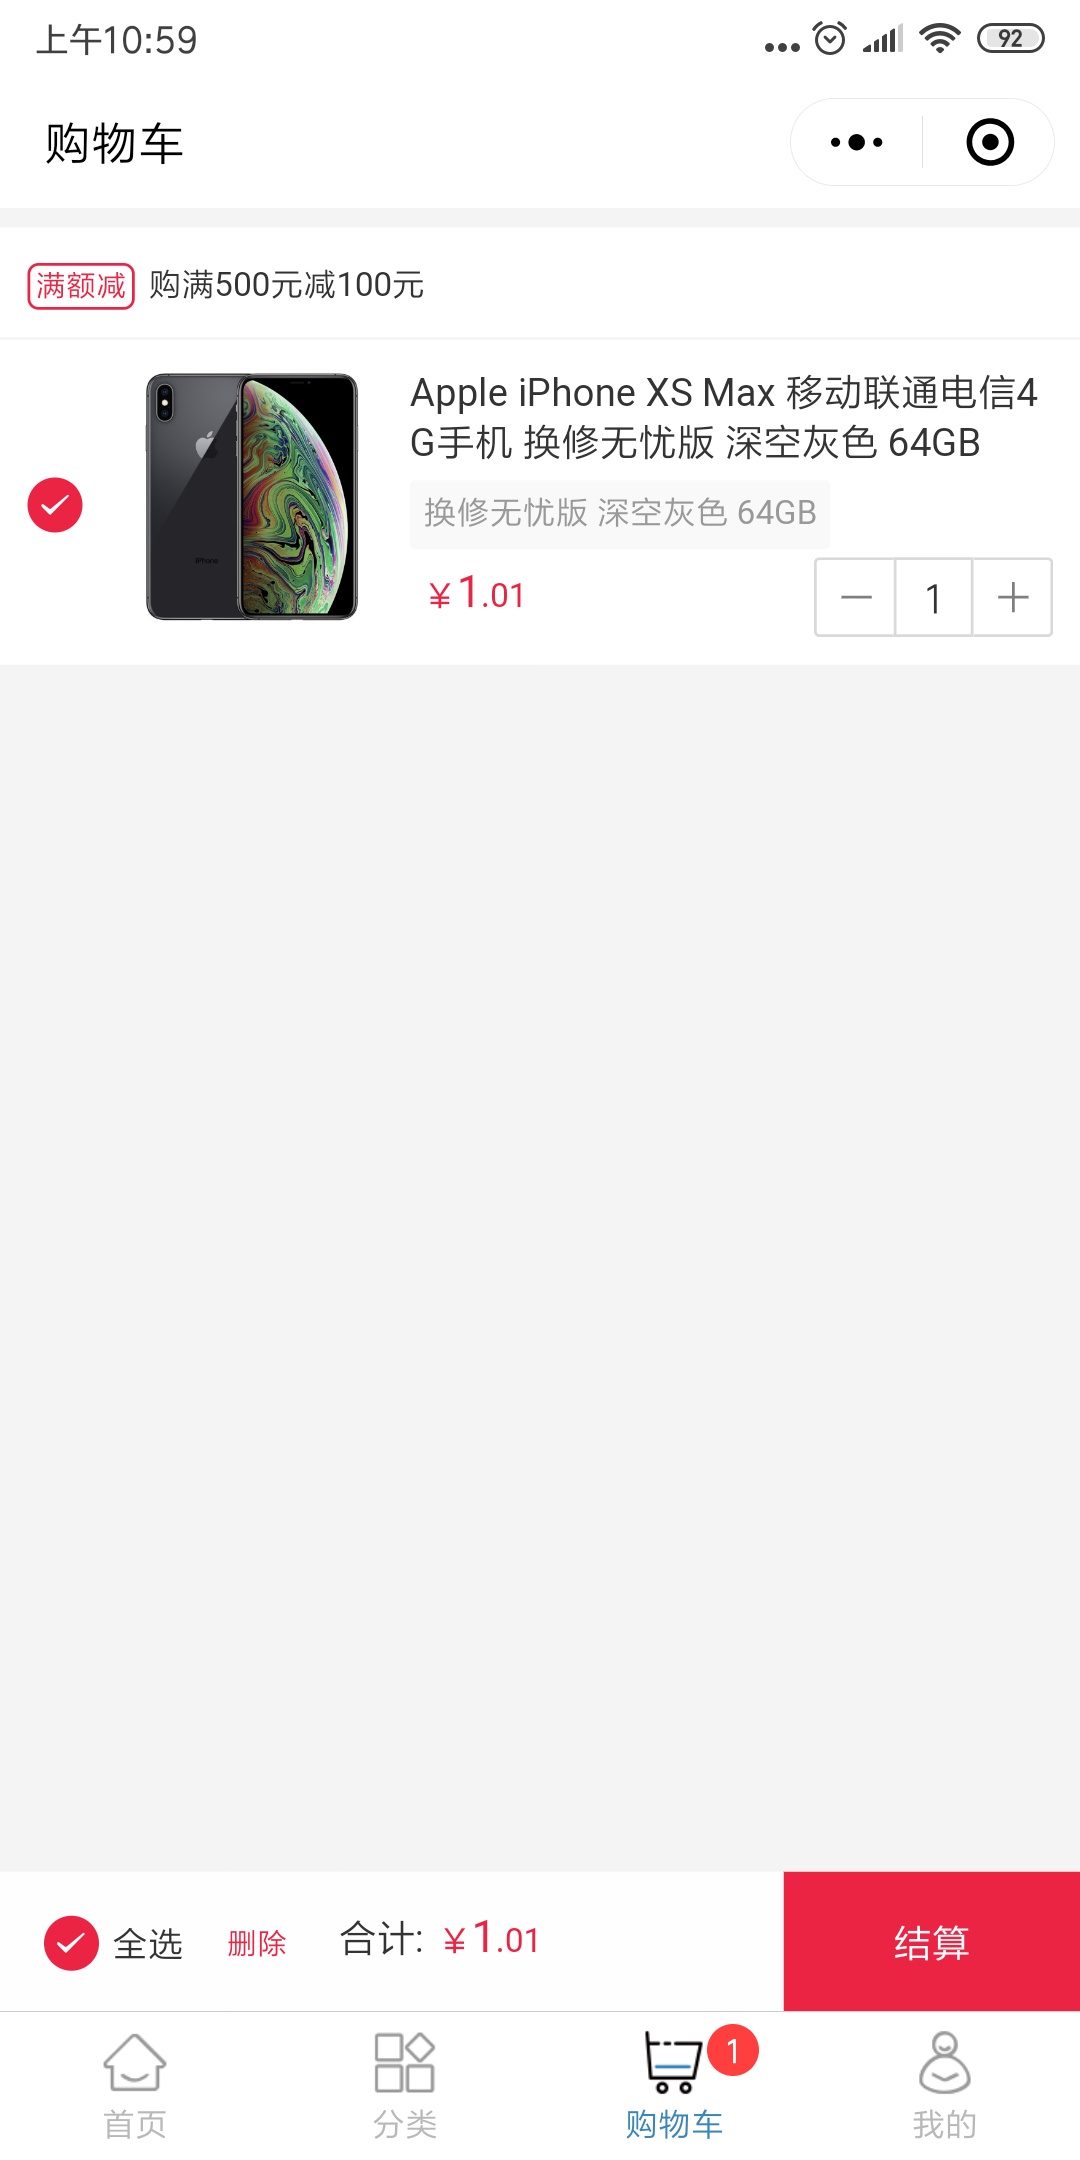 上午10:59
92
购物车
满额减 购满500元减100元
Apple iPhone XS Max 移动联通电信4
G手机 换修无忧版 深空灰色 64GB
换修无忧版 深空灰色 64GB
iPhone
¥1.01
1
全选 删除 合计: ¥1.01 结算
1
首页 分类 购物车 我的